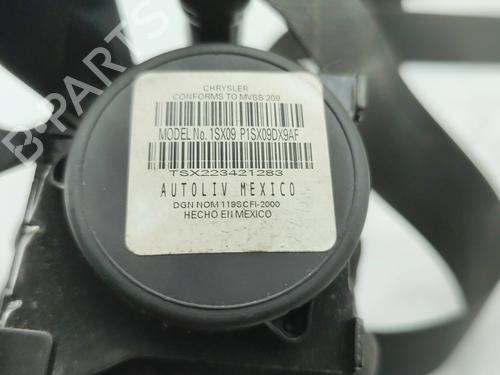 CHRYSLER
CONFORMS TO MVSS 209
MODEL No. 1SX09 P1SX09DX9AF
TSX223421283
AUTOLIV MEXICO
DGN NOM 119SCFI-2000
HECHO EN MEXICO
B-PARTS